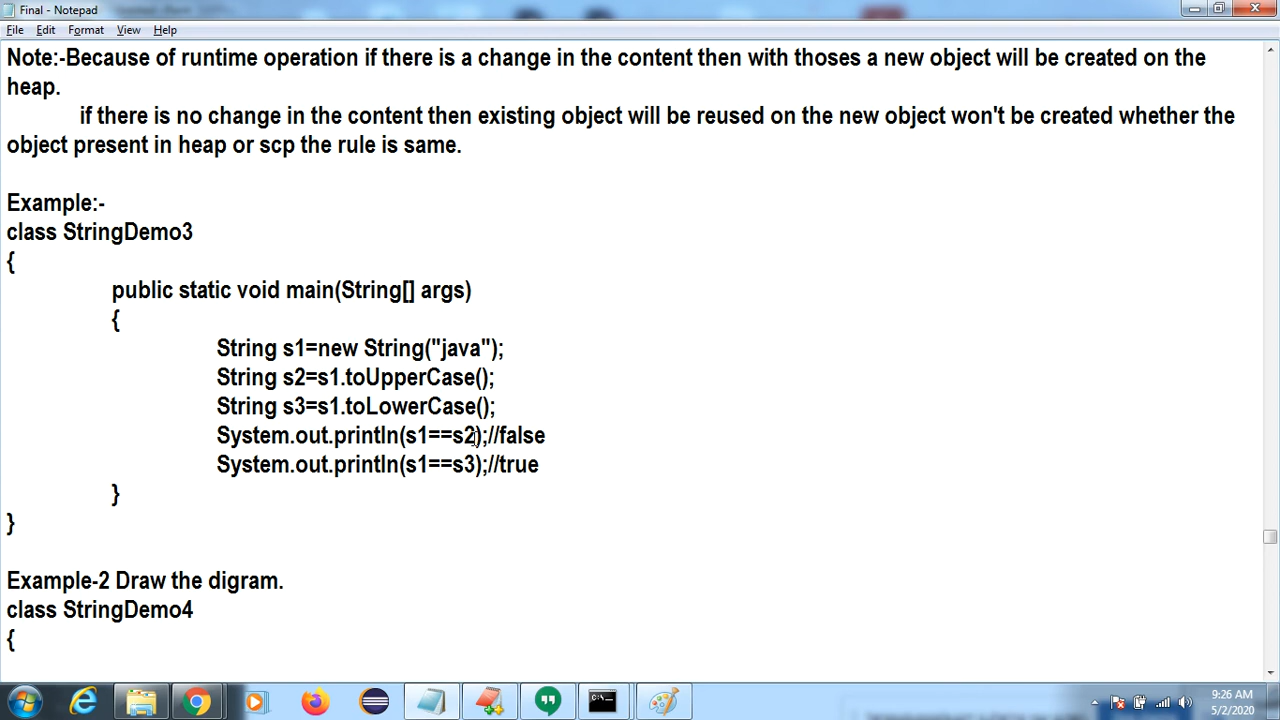 Final - Notepad
File Edit Format View Help
Note:-Because of runtime operation if there is a change in the content then with thoses a new object will be created on the
heap.
if there is no change in the content then existing object will be reused on the new object won't be created whether the
object present in heap or scp the rule is same.
Example:-
class StringDemo3
{
public static void main(String[] args)
{
String s1=new String("java");
String s2=s1.toUpperCase();
String s3=s1.toLowerCase();
System.out.println(s1==s2);//false
System.out.println(s1==s3);//true
}
}
Example-2 Draw the digram.
class StringDemo4
{
9:26 AM
5/2/2020